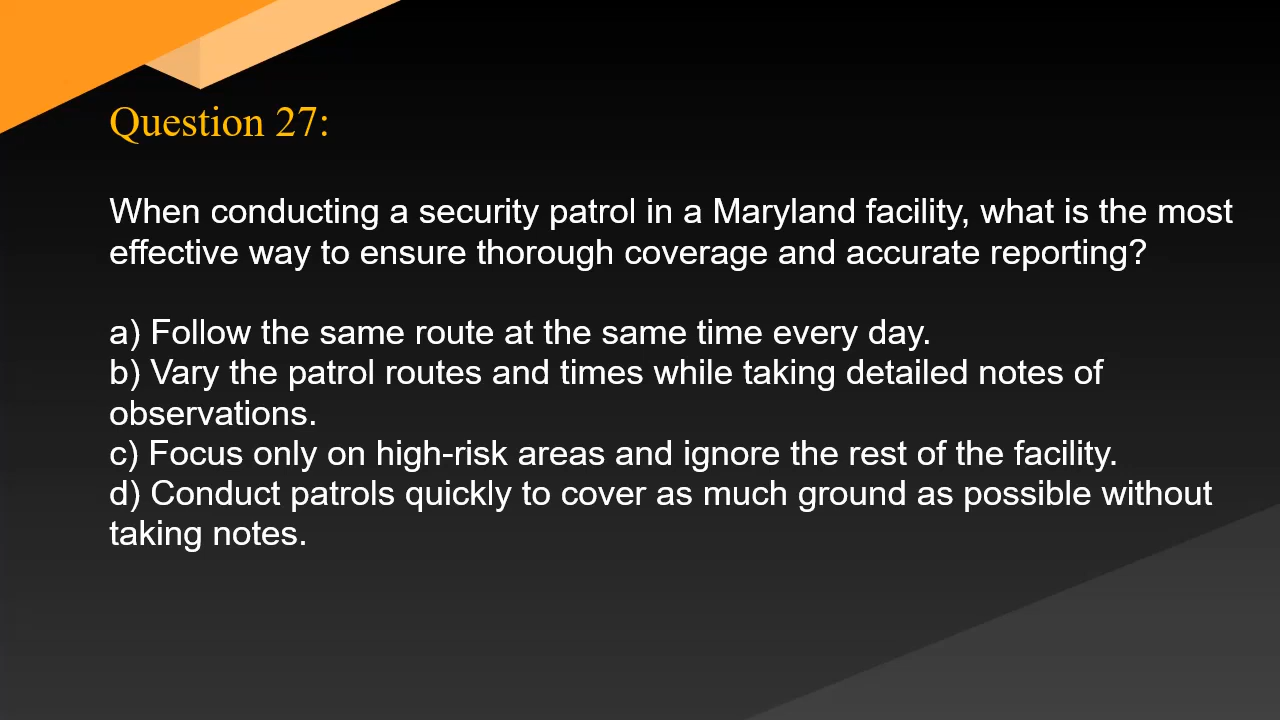 Question 27:
When conducting a security patrol in a Maryland facility, what is the most
effective way to ensure thorough coverage and accurate reporting?
a) Follow the same route at the same time every day.
b) Vary the patrol routes and times while taking detailed notes of
observations.
c) Focus only on high-risk areas and ignore the rest of the facility.
d) Conduct patrols quickly to cover as much ground as possible without
taking notes.